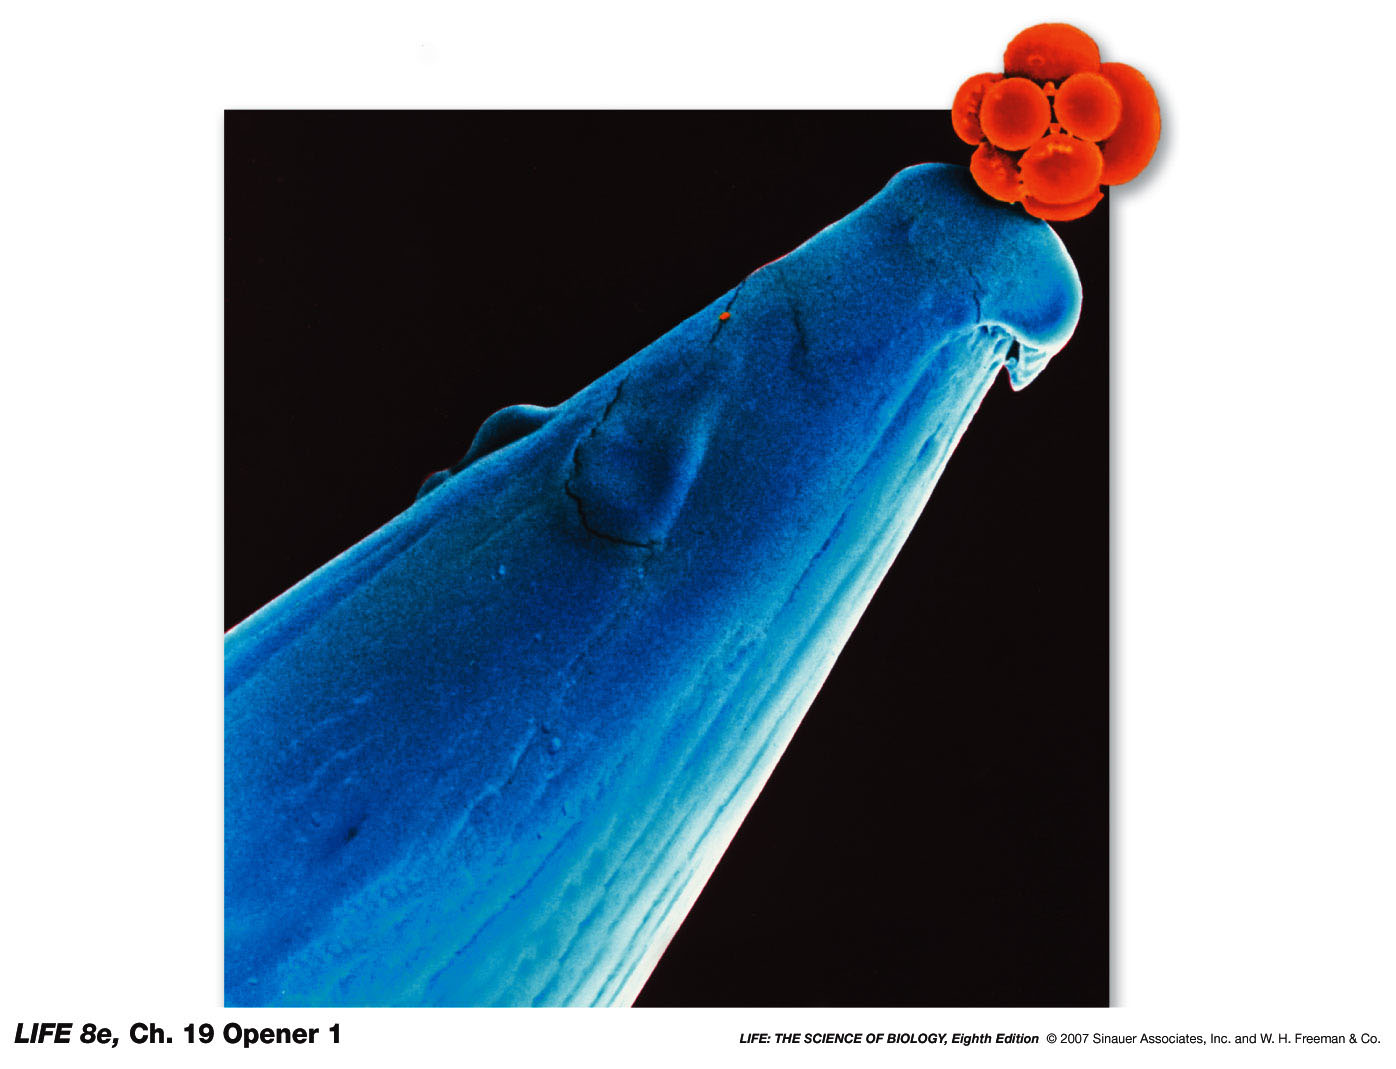 LIFE 8e, Ch. 19 Opener 1
LIFE: THE SCIENCE OF BIOLOGY, Eighth Edition © 2007 Sinauer Associates, Inc. and W. H. Freeman & Co.